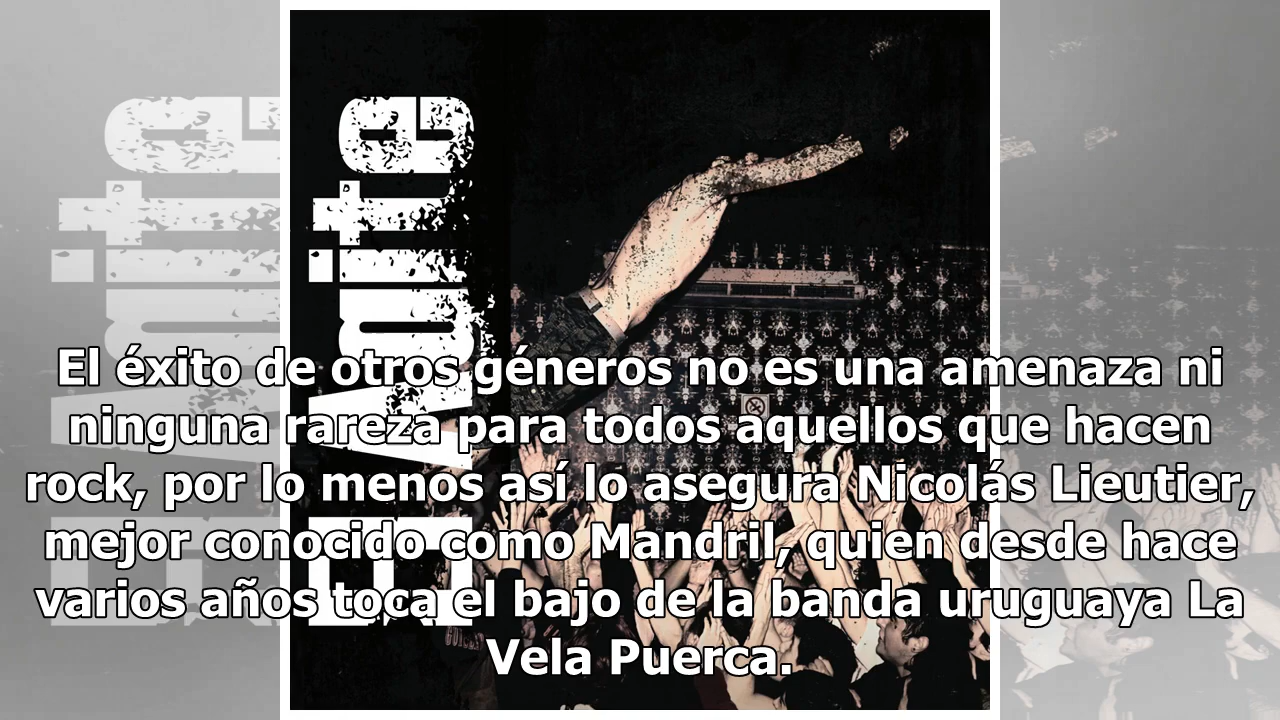 El Agite
El éxito de otros géneros no es una amenaza ni
ninguna rareza para todos aquellos que hacen
rock, por lo menos así lo asegura Nicolás Lieutier,
mejor conocido como Mandril, quien desde hace
varios años toca el bajo de la banda uruguaya La
Vela Puerca.